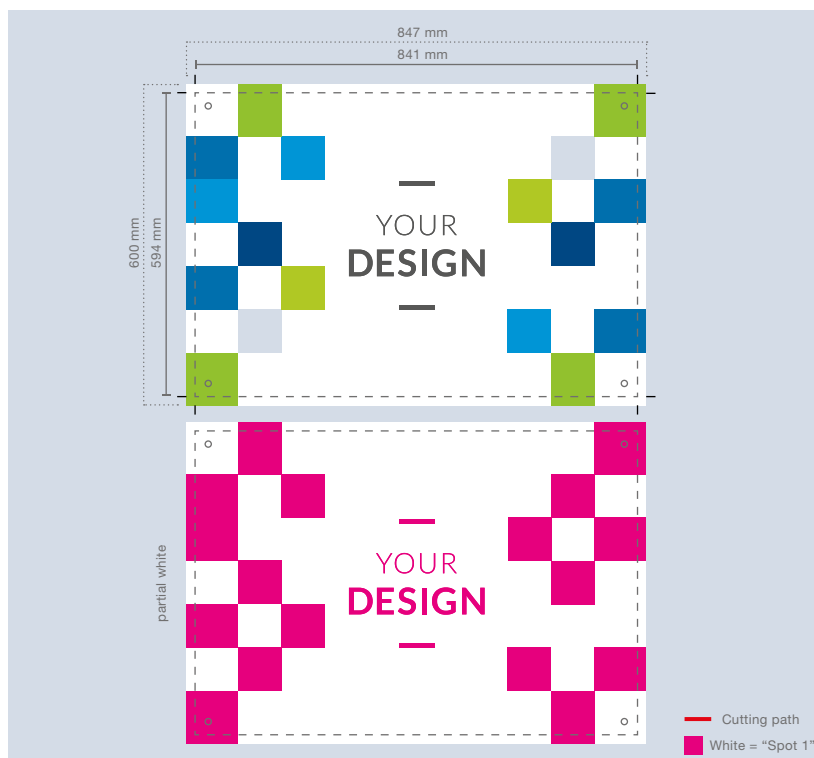 847 mm
841 mm
600 mm
594 mm
YOUR
DESIGN
partial white
YOUR
DESIGN
Cutting path
White = “Spot 1”